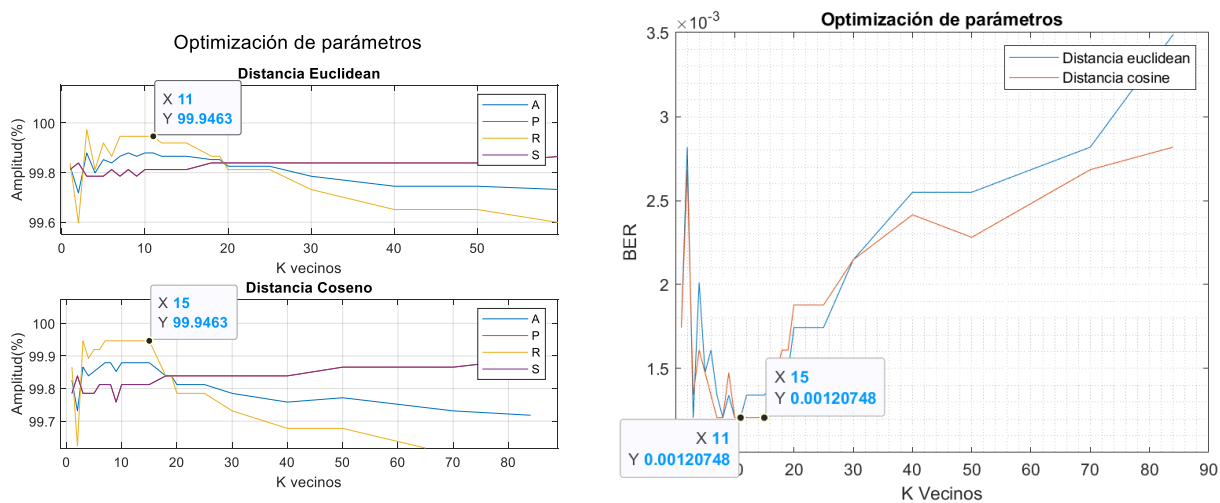 Optimización de parámetros
Distancia Euclidean
X 11
Y 99.9463
A
P
R
S
100
99.8
99.6
Amplitud(%)
0 10 20 30 40 50
K vecinos
Distancia Coseno
X 15
Y 99.9463
A
P
R
S
100
99.9
99.8
99.7
Amplitud(%)
0 10 20 30 40 50 60 70 80
K vecinos
×10⁻³
Optimización de parámetros
Distancia euclidean
Distancia cosine
3.5
3
2.5
2
1.5
BER
X 15
Y 0.00120748
X 11
Y 0.00120748
0 20 30 40 50 60 70 80 90
K Vecinos